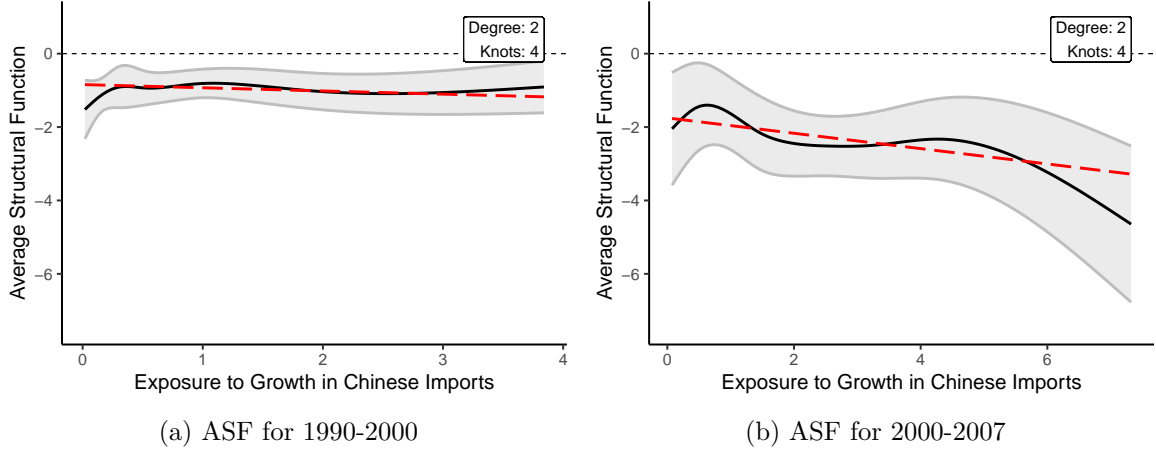 Degree: 2
Knots: 4
0
−2
−4
−6
Average Structural Function
0 1 2 3 4
Exposure to Growth in Chinese Imports
(a) ASF for 1990-2000
Degree: 2
Knots: 4
0
−2
−4
−6
Average Structural Function
0 2 4 6
Exposure to Growth in Chinese Imports
(b) ASF for 2000-2007